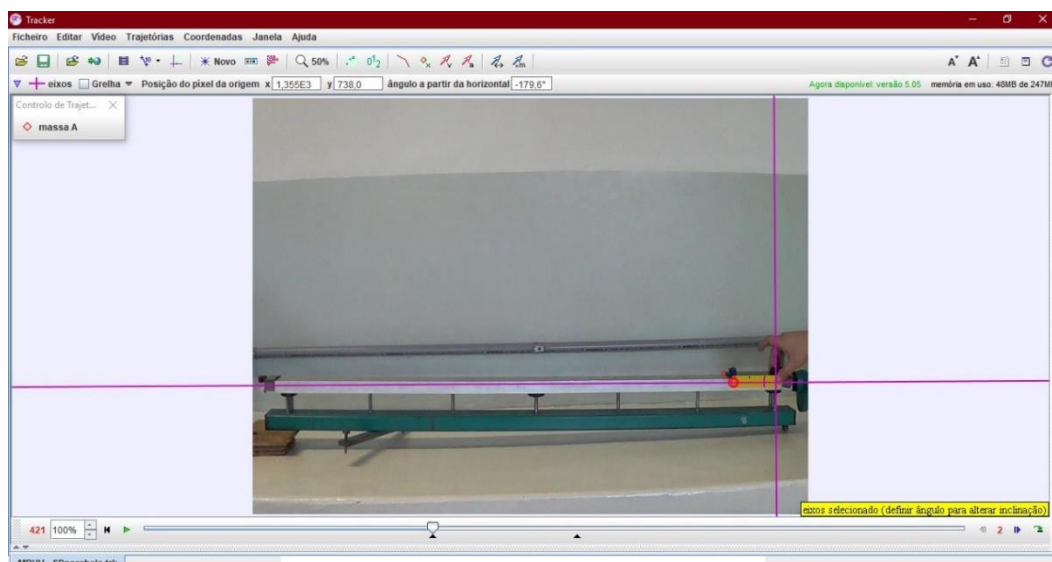 Tracker
Ficheiro Editar Vídeo Trajetórias Coordenadas Janela Ajuda
Novo 50%
eixos Grelha Posição do pixel da origem x 1,355E3 y 738,0 ângulo a partir da horizontal -179,6° Agora disponível: versão 5.05 memória em uso: 48MB de 247M
Controlo de Trajet...
massa A
eixos selecionado (definir ângulo para alterar inclinação)
421 100% 2